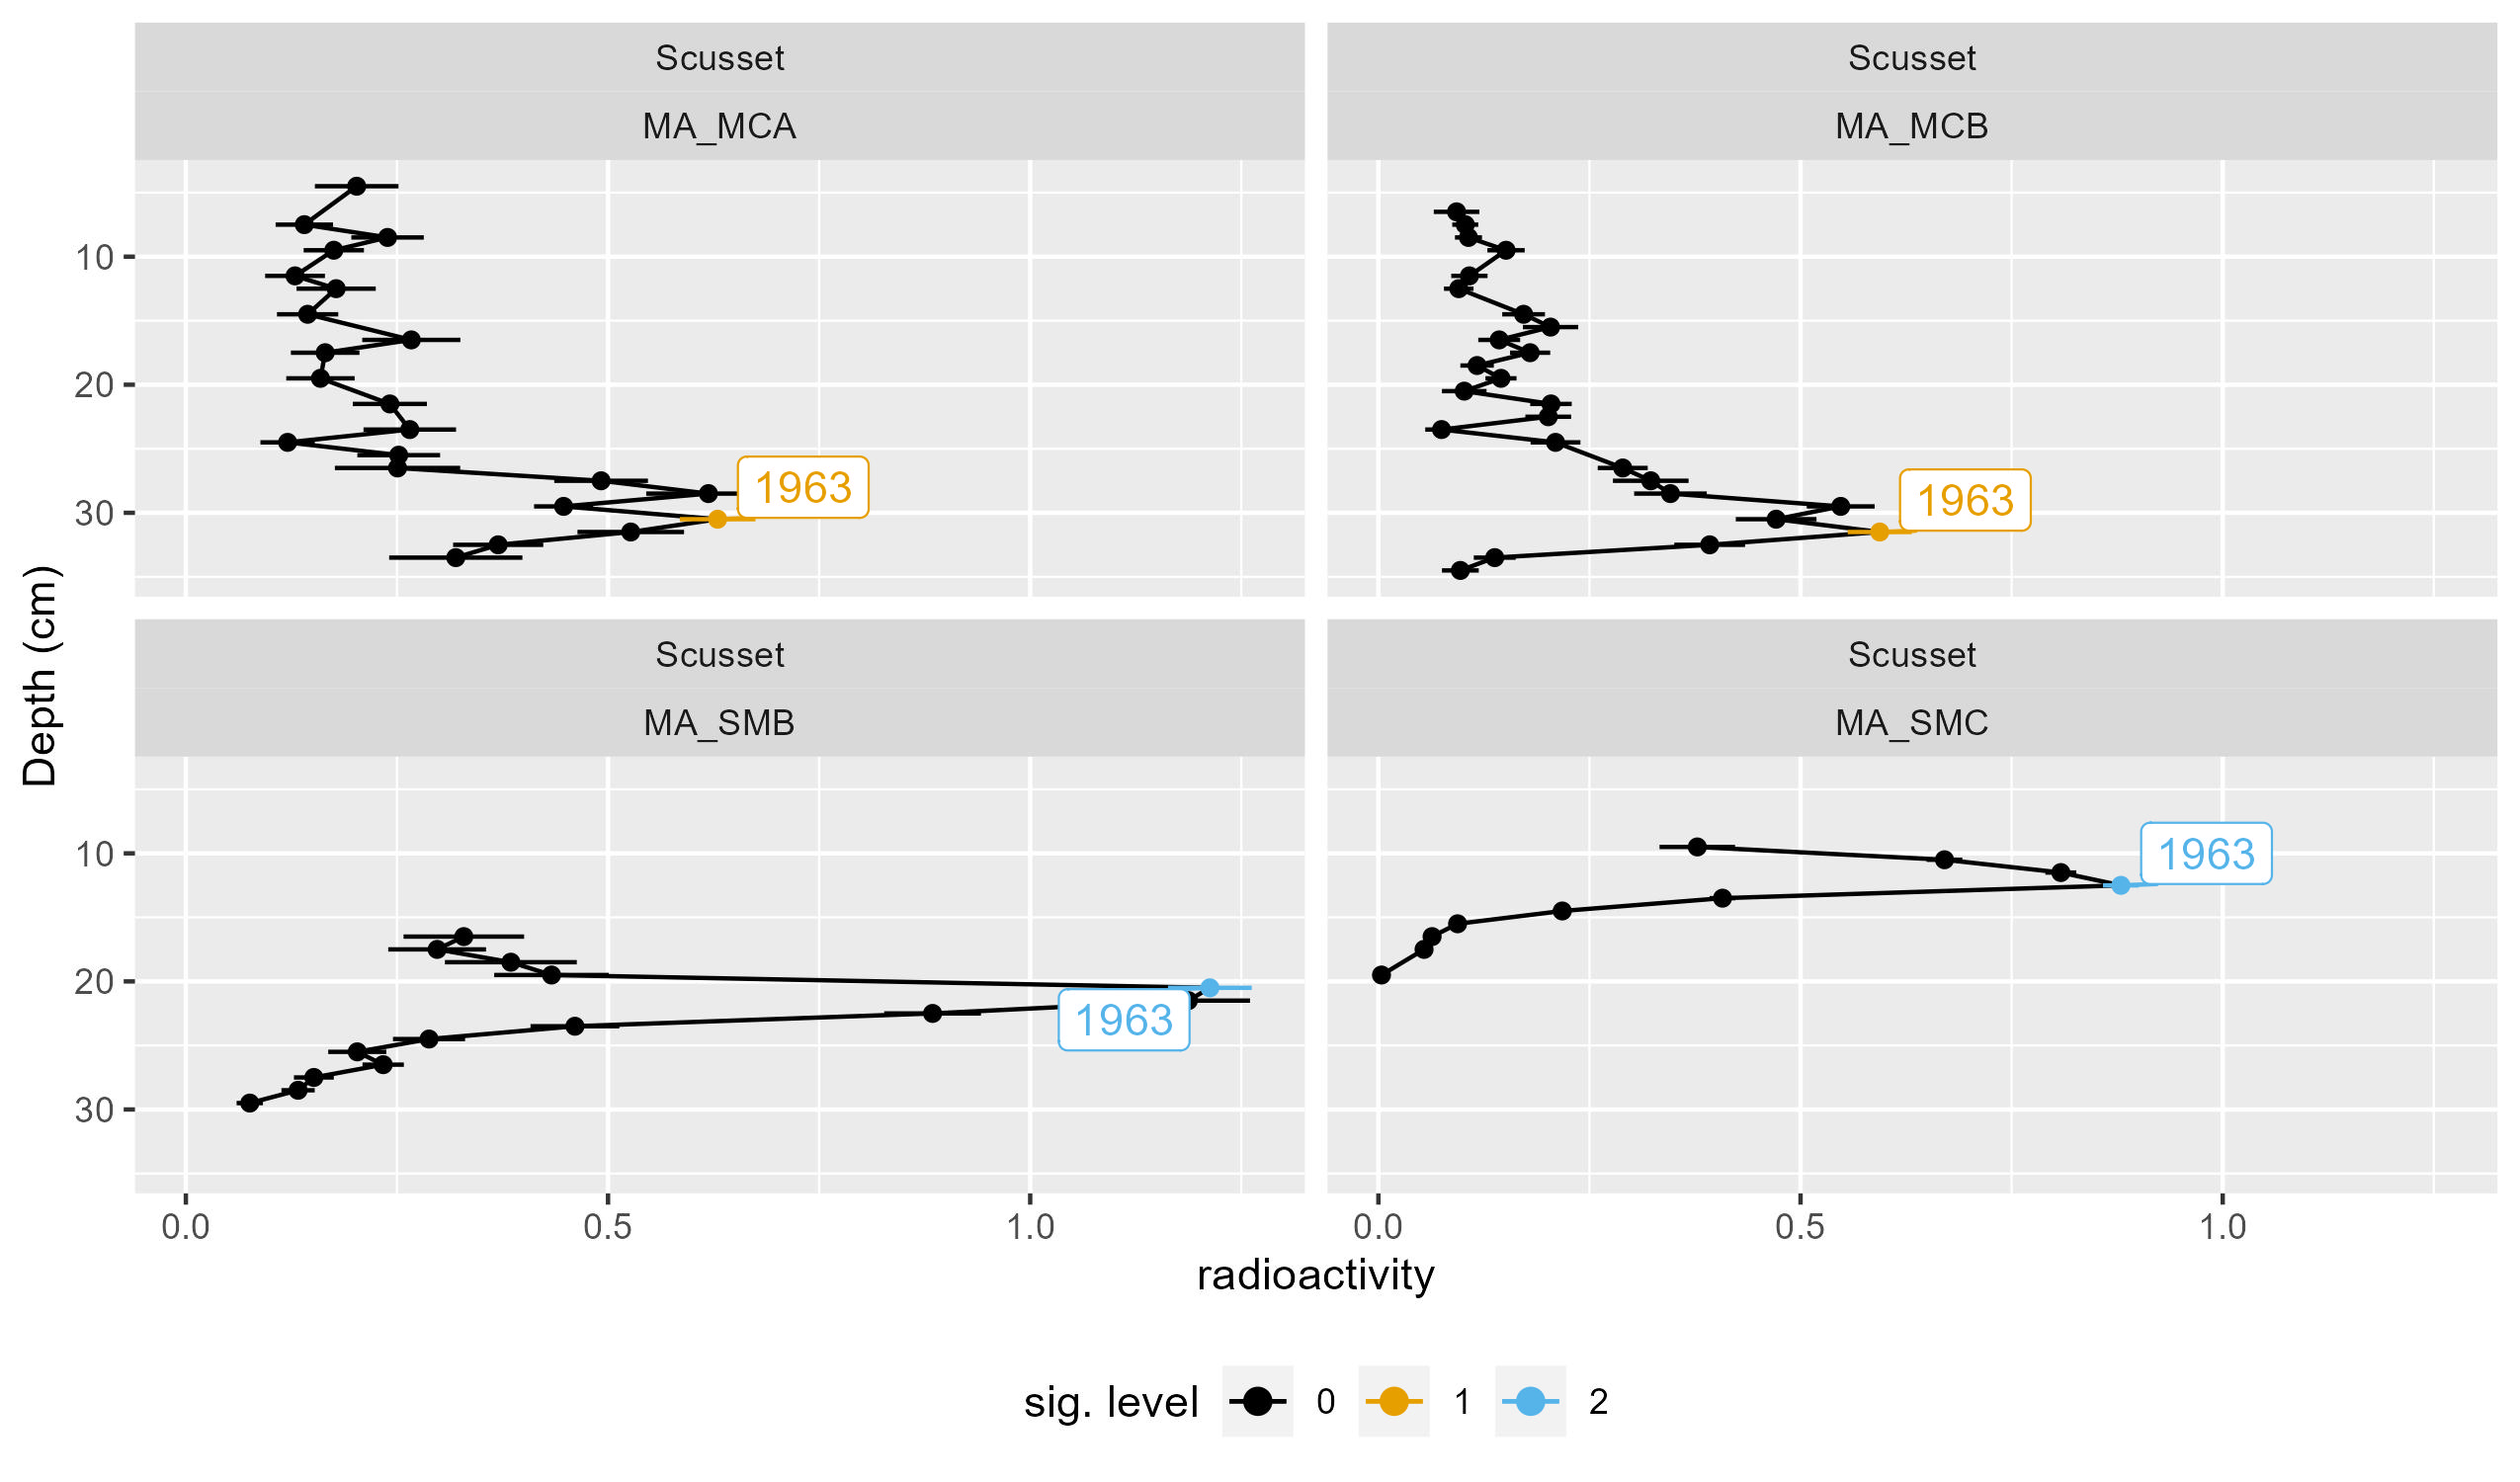 Scusset
MA_MCA
Scusset
MA_MCB
10
20
30
1963
1963
Depth (cm)
Scusset
MA_SMB
Scusset
MA_SMC
10
20
30
1963
1963
0.0 0.5 1.0
0.0 0.5 1.0
radioactivity
sig. level 0 1 2